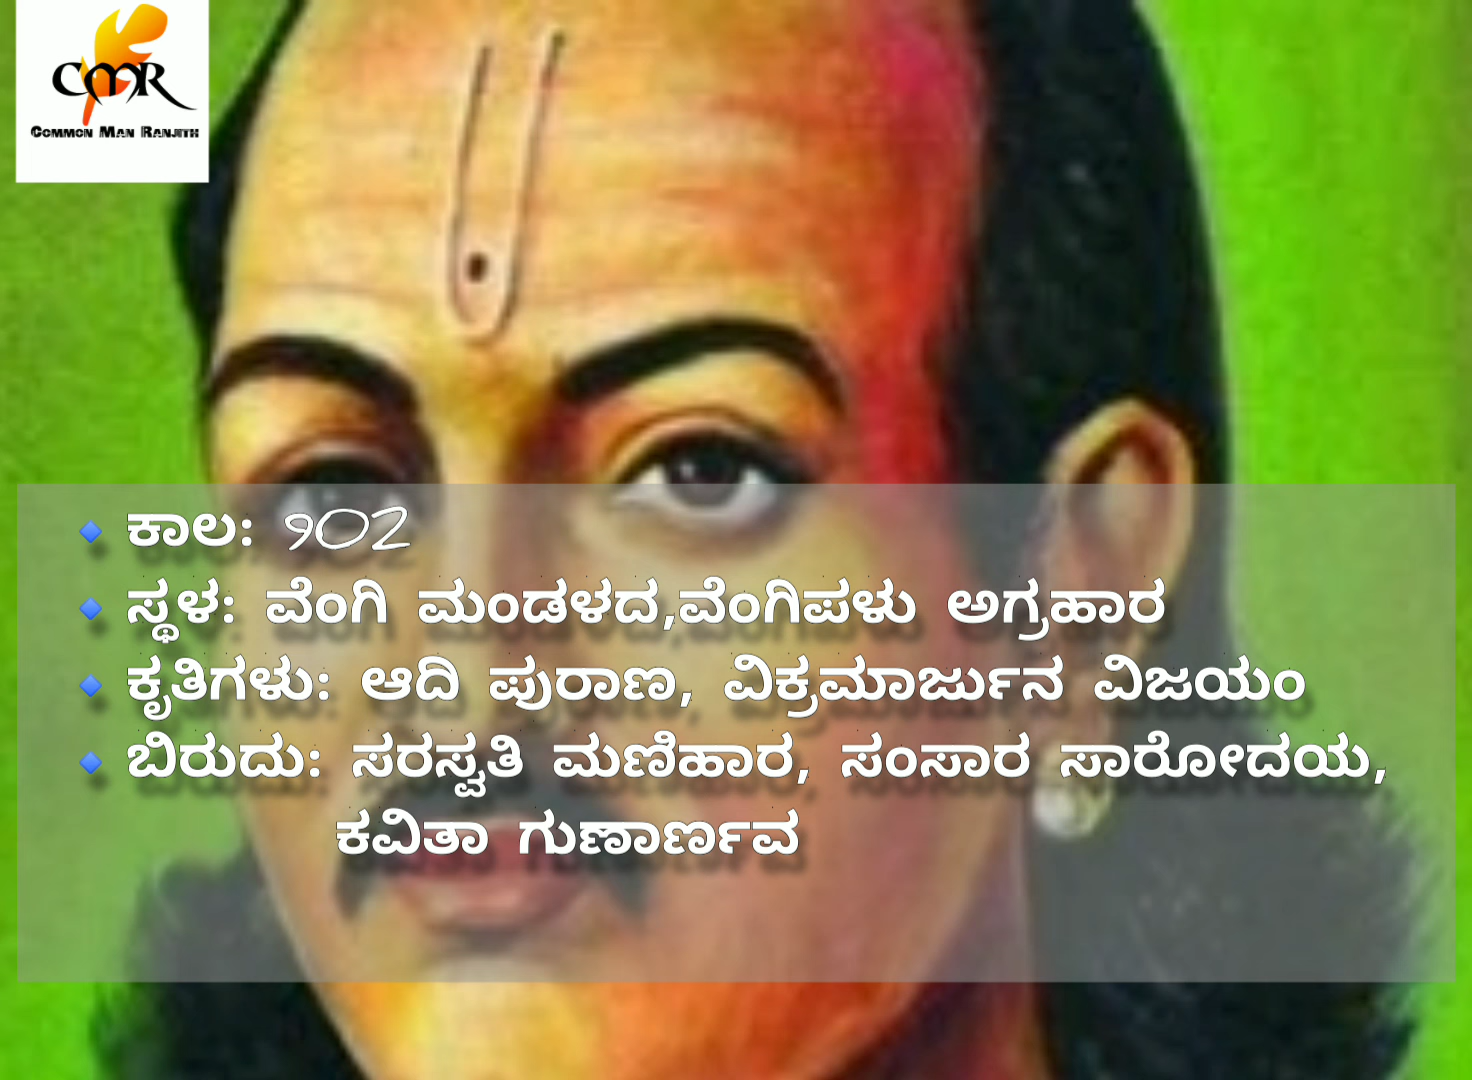 CMR
COMMON MAN RANJITH
ಕಾಲ: 902
ಸ್ಥಳ: ವೆಂಗಿ ಮಂಡಳದ,ವೆಂಗಿಪಳು ಅಗ್ರಹಾರ
ಕೃತಿಗಳು: ಆದಿ ಪುರಾಣ, ವಿಕ್ರಮಾರ್ಜುನ ವಿಜಯಂ
ಬಿರುದು: ಸರಸ್ವತಿ ಮಣಿಹಾರ, ಸಂಸಾರ ಸಾರೋದಯ,
ಕವಿತಾ ಗುಣಾರ್ಣವ